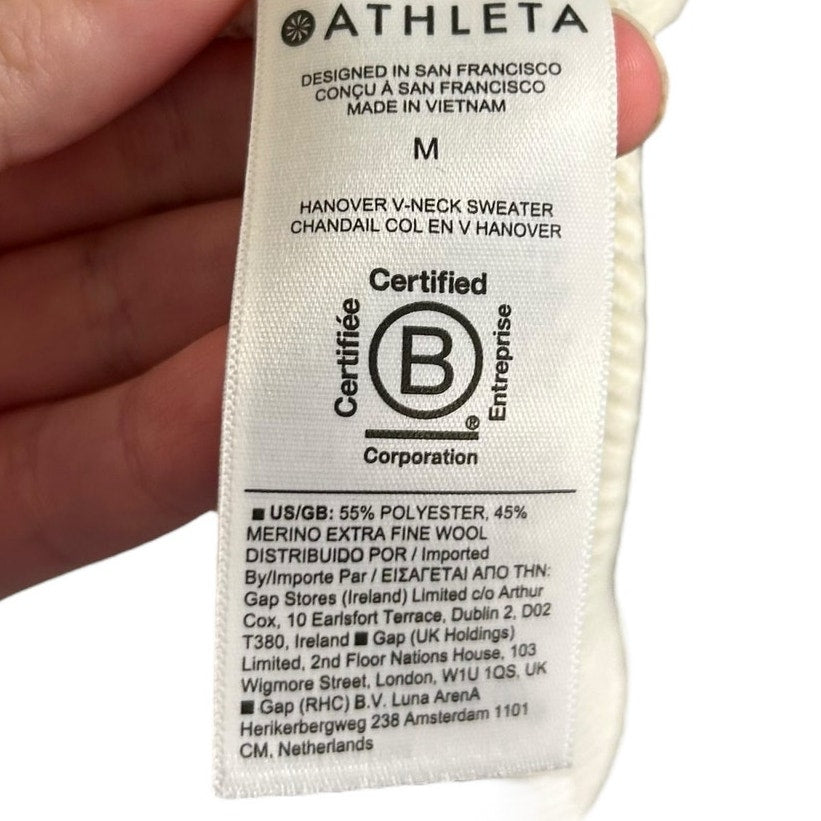 ATHLETA
DESIGNED IN SAN FRANCISCO
CONÇU À SAN FRANCISCO
MADE IN VIETNAM
M
HANOVER V-NECK SWEATER
CHANDAIL COL EN V HANOVER
Certified
Certifiée
B
Entreprise
®
Corporation
■ US/GB: 55% POLYESTER, 45%
MERINO EXTRA FINE WOOL
DISTRIBUIDO POR / Imported
By/Importe Par / ΕΙΣΑΓΕΤΑΙ ΑΠΟ ΤΗΝ:
Gap Stores (Ireland) Limited c/o Arthur
Cox, 10 Earlsfort Terrace, Dublin 2, D02
T380, Ireland ■ Gap (UK Holdings)
Limited, 2nd Floor Nations House, 103
Wigmore Street, London, W1U 1QS, UK
■ Gap (RHC) B.V. Luna ArenA
Herikerbergweg 238 Amsterdam 1101
CM, Netherlands